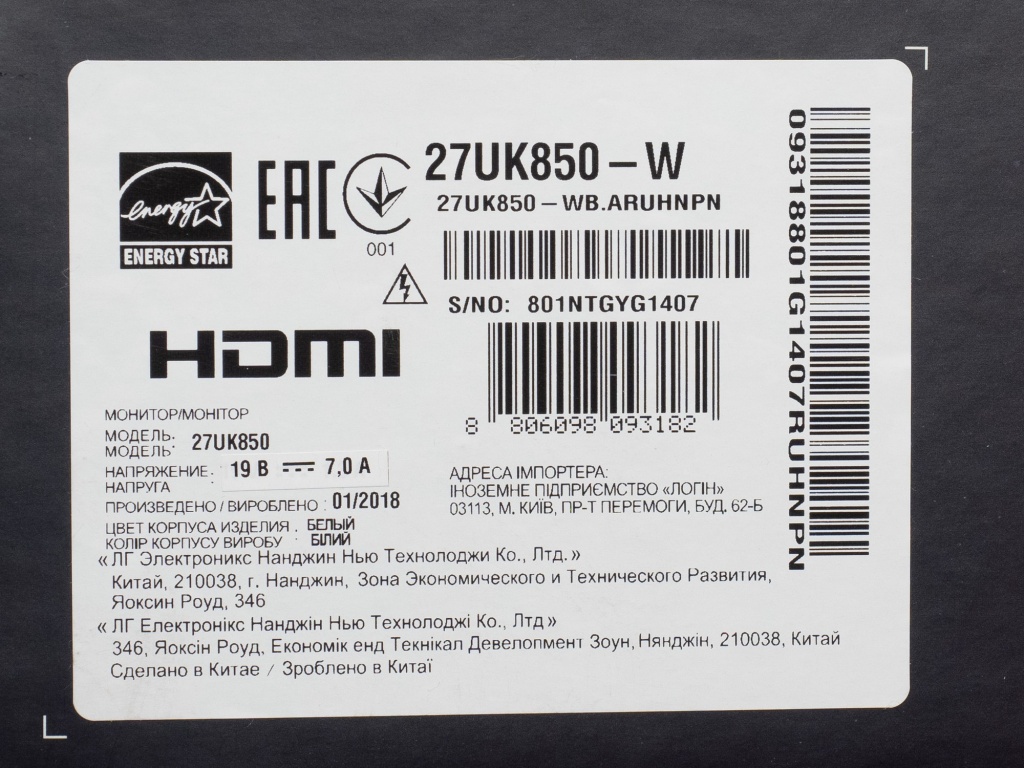 energy
ENERGY STAR
EAC
001
27UK850 – W
27UK850 – WB.ARUHNPN
S/NO: 801NTGYG1407
HDMI
8 806098 093182
09318801G1407RUHNPN
МОНИТОР/МОНІТОР
МОДЕЛЬ:
МОДЕЛЬ: 27UK850
НАПРЯЖЕНИЕ: 19 В 7,0 А
НАПРУГА :
ПРОИЗВЕДЕНО / ВИРОБЛЕНО : 01/2018
ЦВЕТ КОРПУСА ИЗДЕЛИЯ : БЕЛЫЙ
КОЛІР КОРПУСУ ВИРОБУ : БІЛИЙ
АДРЕСА ІМПОРТЕРА:
ІНОЗЕМНЕ ПІДПРИЄМСТВО «ЛОГІН»
03113, М. КИЇВ, ПР-Т ПЕРЕМОГИ, БУД. 62-Б
« ЛГ Электроникс Нанджин Нью Технолоджи Ко., Лтд. »
Китай, 210038, г. Нанджин, Зона Экономического и Технического Развития,
Яоксин Роуд, 346
« ЛГ Електронікс Нанджін Нью Технолоджі Ко., Лтд »
346, Яоксін Роуд, Економік енд Текнікал Девелопмент Зоун, Нянджін, 210038, Китай
Сделано в Китае / Зроблено в Китаї